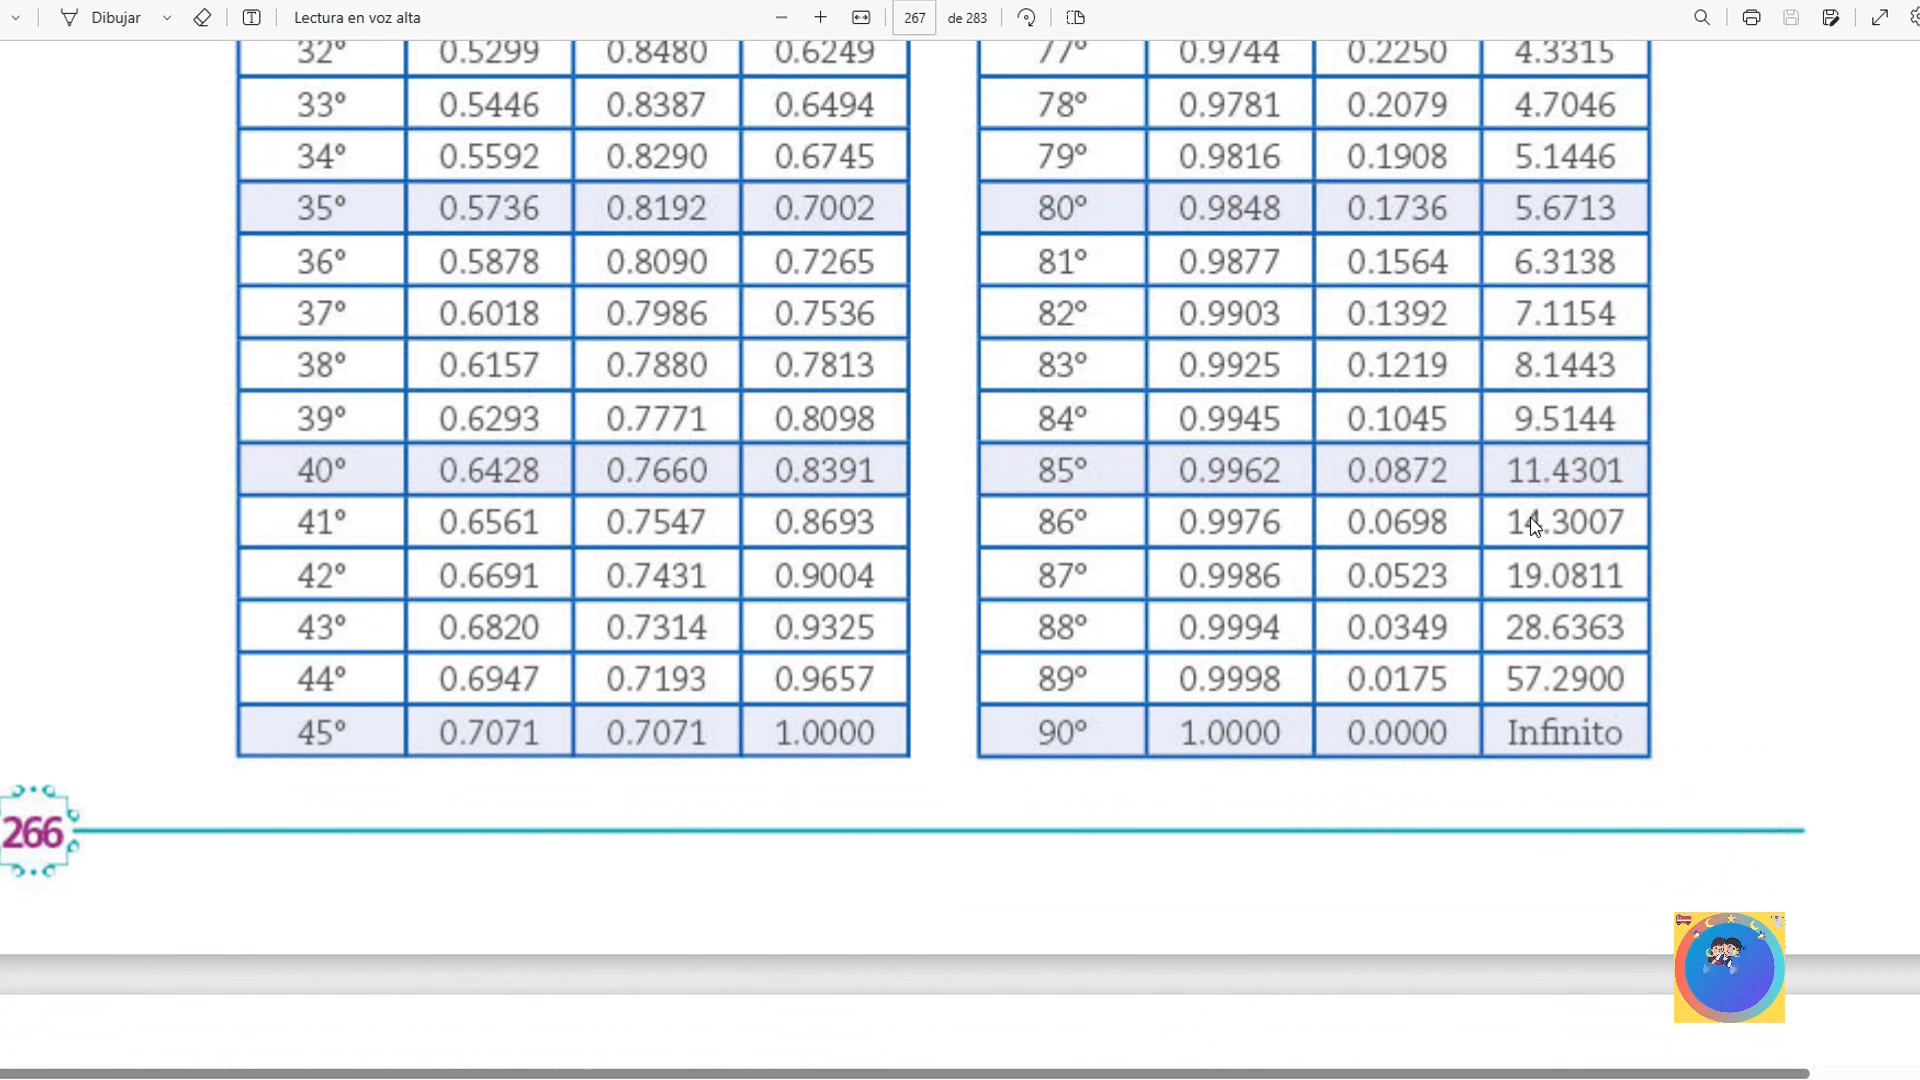 Dibujar
Lectura en voz alta
267 de 283
32° 0.5299 0.8480 0.6249
33° 0.5446 0.8387 0.6494
34° 0.5592 0.8290 0.6745
35° 0.5736 0.8192 0.7002
36° 0.5878 0.8090 0.7265
37° 0.6018 0.7986 0.7536
38° 0.6157 0.7880 0.7813
39° 0.6293 0.7771 0.8098
40° 0.6428 0.7660 0.8391
41° 0.6561 0.7547 0.8693
42° 0.6691 0.7431 0.9004
43° 0.6820 0.7314 0.9325
44° 0.6947 0.7193 0.9657
45° 0.7071 0.7071 1.0000
77° 0.9744 0.2250 4.3315
78° 0.9781 0.2079 4.7046
79° 0.9816 0.1908 5.1446
80° 0.9848 0.1736 5.6713
81° 0.9877 0.1564 6.3138
82° 0.9903 0.1392 7.1154
83° 0.9925 0.1219 8.1443
84° 0.9945 0.1045 9.5144
85° 0.9962 0.0872 11.4301
86° 0.9976 0.0698 14.3007
87° 0.9986 0.0523 19.0811
88° 0.9994 0.0349 28.6363
89° 0.9998 0.0175 57.2900
90° 1.0000 0.0000 Infinito
266